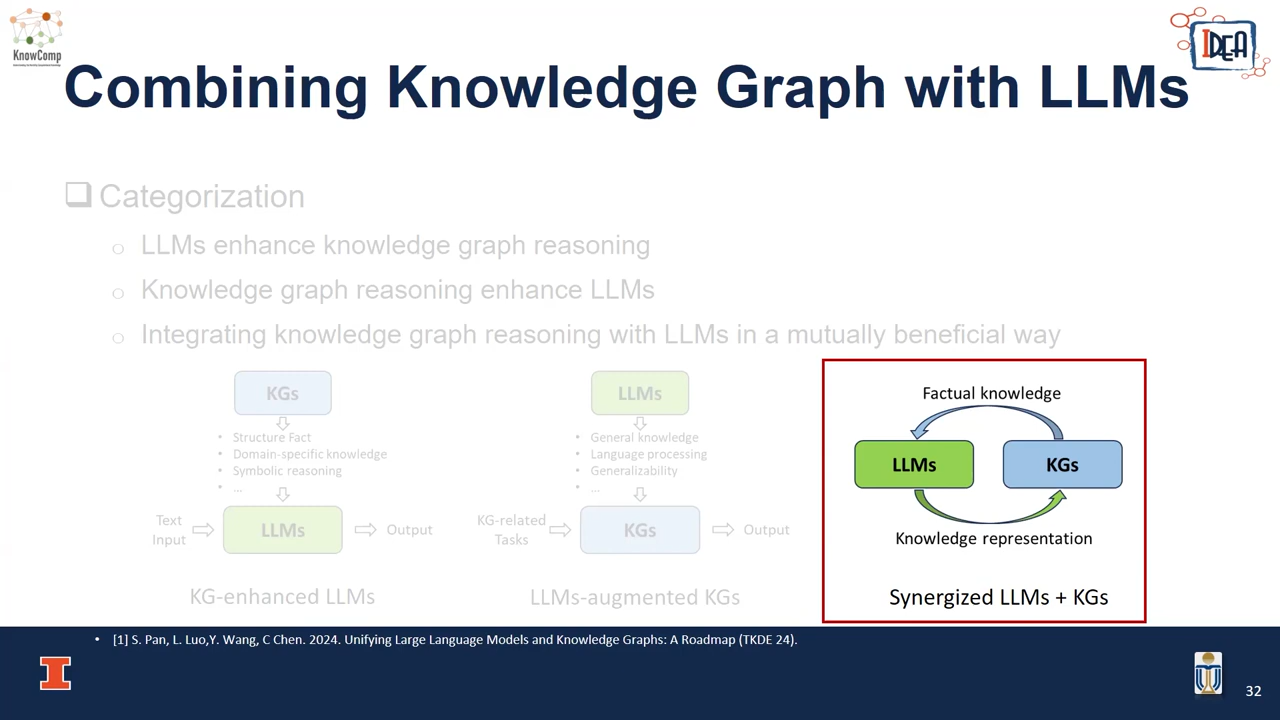 KnowComp
IDEA
Combining Knowledge Graph with LLMs
Categorization
LLMs enhance knowledge graph reasoning
Knowledge graph reasoning enhance LLMs
Integrating knowledge graph reasoning with LLMs in a mutually beneficial way
KGs
• Structure Fact
• Domain-specific knowledge
• Symbolic reasoning
• ...
Text
Input
LLMs
Output
KG-enhanced LLMs
LLMs
• General knowledge
• Language processing
• Generalizability
• ...
KG-related
Tasks
KGs
Output
LLMs-augmented KGs
Factual knowledge
LLMs
KGs
Knowledge representation
Synergized LLMs + KGs
• [1] S. Pan, L. Luo,Y. Wang, C Chen. 2024. Unifying Large Language Models and Knowledge Graphs: A Roadmap (TKDE 24).
32